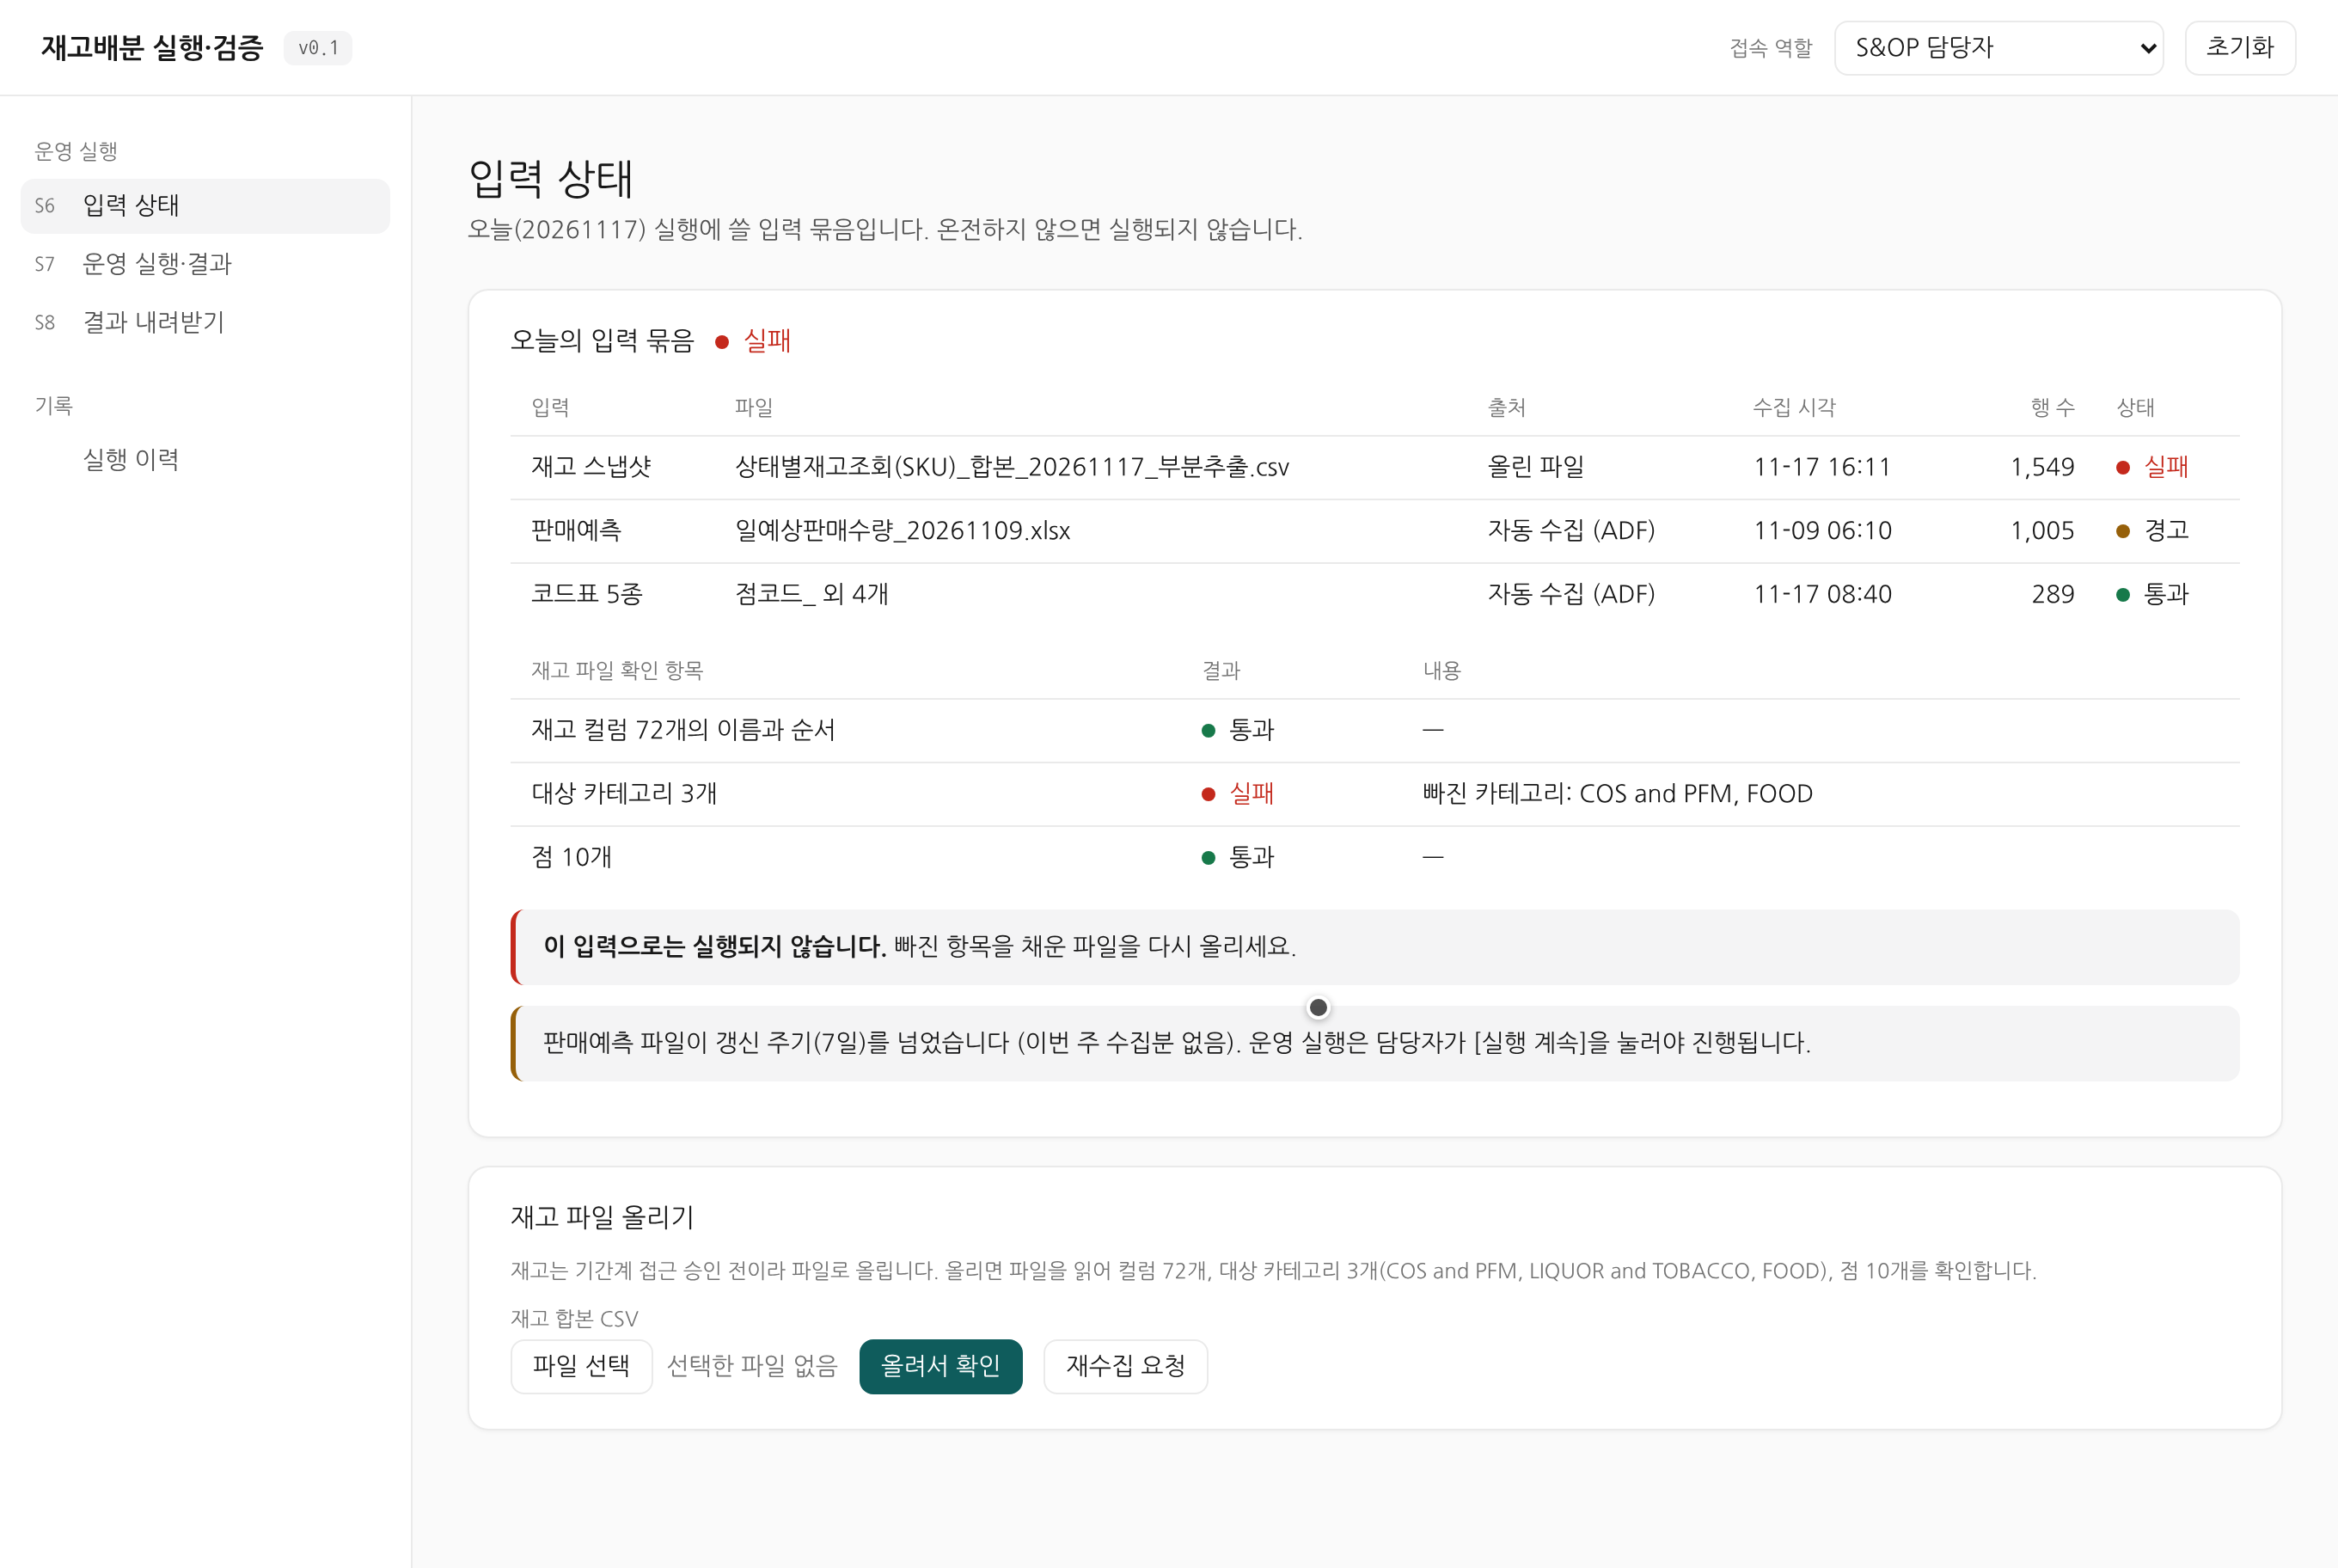 재고배분 실행·검증 v0.1 접속 역할 S&OP 담당자 초기화
운영 실행
S6 입력 상태
S7 운영 실행·결과
S8 결과 내려받기
기록
실행 이력
입력 상태
오늘(20261117) 실행에 쓸 입력 묶음입니다. 온전하지 않으면 실행되지 않습니다.
오늘의 입력 묶음 실패
입력 파일 출처 수집 시각 행 수 상태
재고 스냅샷 상태별재고조회(SKU)_합본_20261117_부분추출.csv 올린 파일 11-17 16:11 1,549 실패
판매예측 일예상판매수량_20261109.xlsx 자동 수집 (ADF) 11-09 06:10 1,005 경고
코드표 5종 점코드_ 외 4개 자동 수집 (ADF) 11-17 08:40 289 통과
재고 파일 확인 항목 결과 내용
재고 컬럼 72개의 이름과 순서 통과 —
대상 카테고리 3개 실패 빠진 카테고리: COS and PFM, FOOD
점 10개 통과 —
이 입력으로는 실행되지 않습니다. 빠진 항목을 채운 파일을 다시 올리세요.
판매예측 파일이 갱신 주기(7일)를 넘었습니다 (이번 주 수집분 없음). 운영 실행은 담당자가 [실행 계속]을 눌러야 진행됩니다.
재고 파일 올리기
재고는 기간계 접근 승인 전이라 파일로 올립니다. 올리면 파일을 읽어 컬럼 72개, 대상 카테고리 3개(COS and PFM, LIQUOR and TOBACCO, FOOD), 점 10개를 확인합니다.
재고 합본 CSV
파일 선택 선택한 파일 없음 올려서 확인 재수집 요청